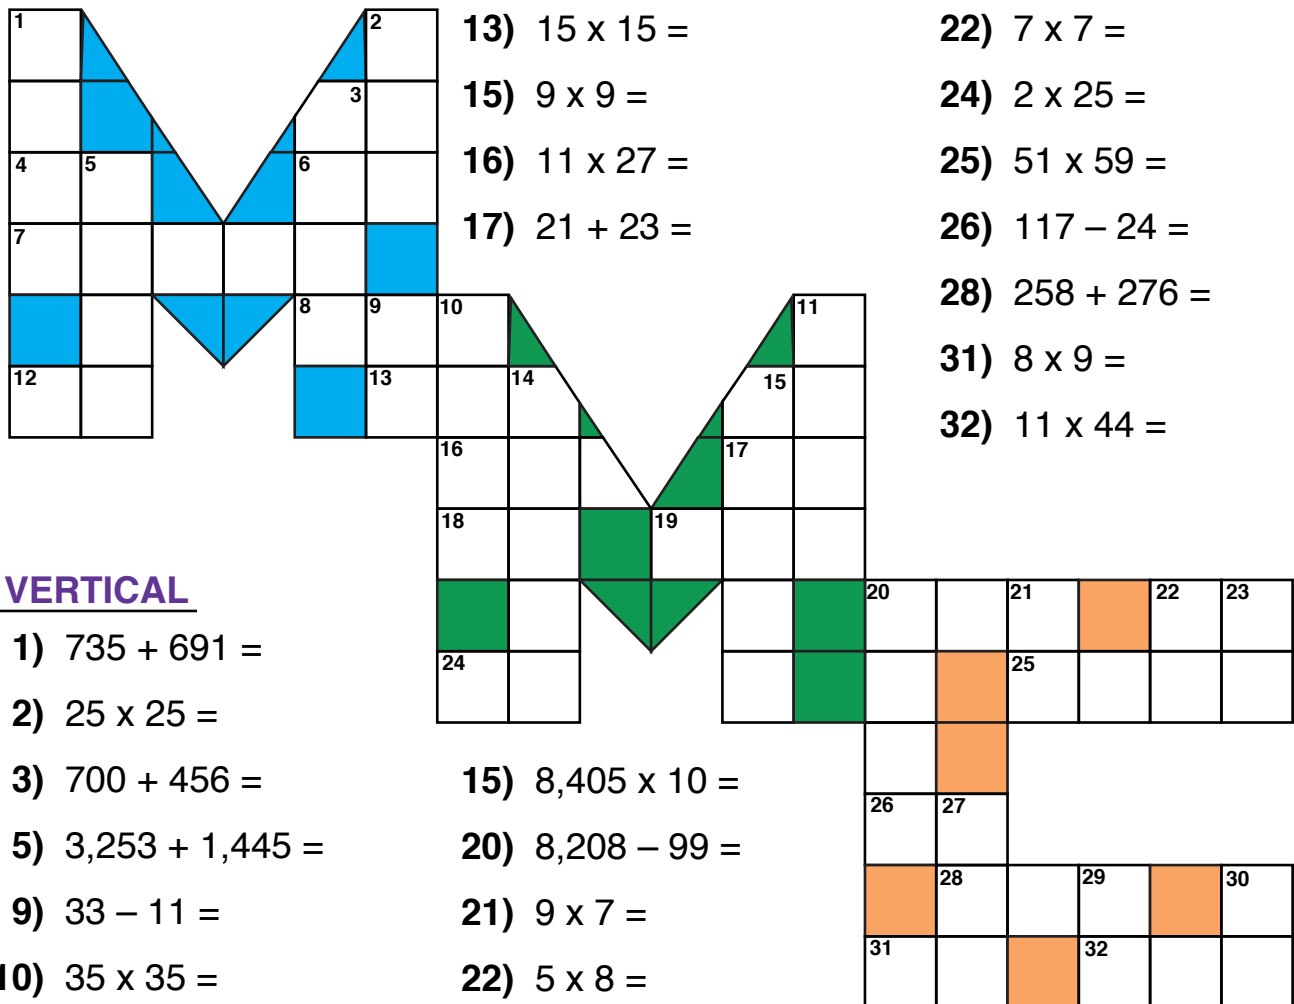 1
2
3
4
5
6
7
8
9
10
11
12
13
14
15
16
17
18
19
20
21
22
23
24
25
26
27
28
29
30
31
32
13) 15 x 15 =
15) 9 x 9 =
16) 11 x 27 =
17) 21 + 23 =
22) 7 x 7 =
24) 2 x 25 =
25) 51 x 59 =
26) 117 – 24 =
28) 258 + 276 =
31) 8 x 9 =
32) 11 x 44 =
VERTICAL
1) 735 + 691 =
2) 25 x 25 =
3) 700 + 456 =
5) 3,253 + 1,445 =
9) 33 – 11 =
10) 35 x 35 =
15) 8,405 x 10 =
20) 8,208 – 99 =
21) 9 x 7 =
22) 5 x 8 =